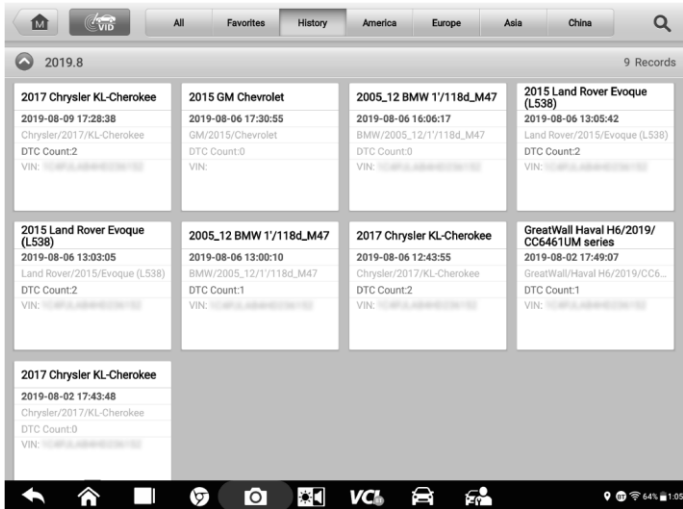 M
VID
All
Favorites
History
America
Europe
Asia
China
2019.8
9 Records
2017 Chrysler KL-Cherokee
2019-08-09 17:28:38
Chrysler/2017/KL-Cherokee
DTC Count:2
VIN:
2015 GM Chevrolet
2019-08-06 17:30:55
GM/2015/Chevrolet
DTC Count:0
VIN:
2005_12 BMW 1'/118d_M47
2019-08-06 16:06:17
BMW/2005_12/1'/118d_M47
DTC Count:0
VIN:
2015 Land Rover Evoque
(L538)
2019-08-06 13:05:42
Land Rover/2015/Evoque (L538)
DTC Count:2
VIN:
2015 Land Rover Evoque
(L538)
2019-08-06 13:03:05
Land Rover/2015/Evoque (L538)
DTC Count:2
VIN:
2005_12 BMW 1'/118d_M47
2019-08-06 13:00:10
BMW/2005_12/1'/118d_M47
DTC Count:1
VIN:
2017 Chrysler KL-Cherokee
2019-08-06 12:43:55
Chrysler/2017/KL-Cherokee
DTC Count:2
VIN:
GreatWall Haval H6/2019/
CC6461UM series
2019-08-02 17:49:07
GreatWall/Haval H6/2019/CC6...
DTC Count:1
VIN:
2017 Chrysler KL-Cherokee
2019-08-02 17:43:48
Chrysler/2017/KL-Cherokee
DTC Count:0
VIN:
VCI
64% 1:05